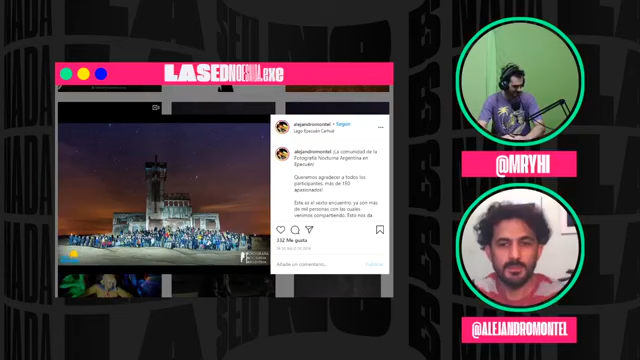 LASEDNOESNADA.exe
alejandromontel • Seguir
Lago Epecuén Carhué
alejandromontel ¡La comunidad de la
Fotografía Nocturna Argentina en
Epecuén!
Queremos agradecer a todos los
participantes, más de 150
apasionados!
Este es el sexto encuentro, ya son más
de mil personas con las cuales
venimos compartiendo. Esto nos da
332 Me gusta
Añade un comentario...
Publicar
@MRYHI
@ALEJANDROMONTEL